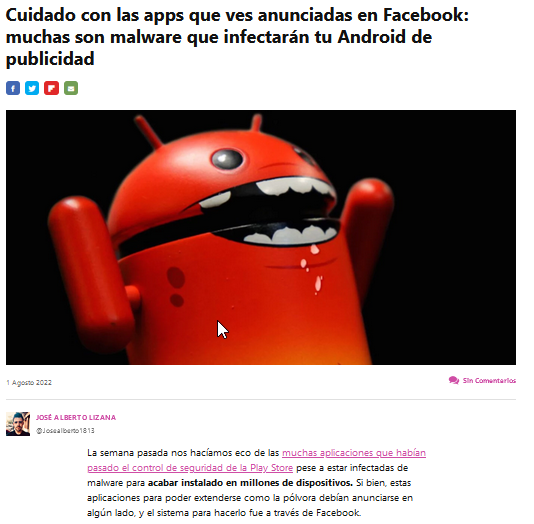 Cuidado con las apps que ves anunciadas en Facebook:
muchas son malware que infectarán tu Android de
publicidad
1 Agosto 2022
Sin Comentarios
JOSÉ ALBERTO LIZANA
@Josealberto1813
La semana pasada nos hacíamos eco de las muchas aplicaciones que habían
pasado el control de seguridad de la Play Store pese a estar infectadas de
malware para acabar instalado en millones de dispositivos. Si bien, estas
aplicaciones para poder extenderse como la pólvora debían anunciarse en
algún lado, y el sistema para hacerlo fue a través de Facebook.